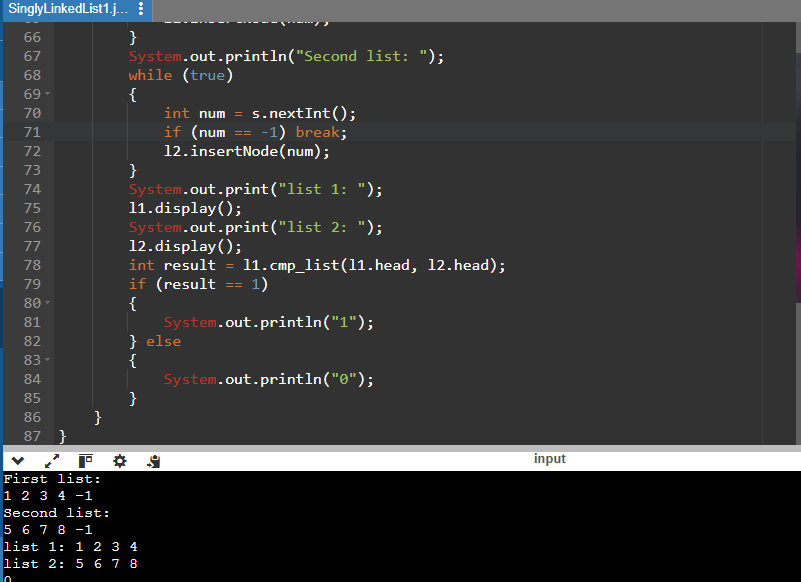 SinglyLinkedList1.j...
66 }
67 System.out.println("Second list: ");
68 while (true)
69 {
70 int num = s.nextInt();
71 if (num == -1) break;
72 l2.insertNode(num);
73 }
74 System.out.print("list 1: ");
75 l1.display();
76 System.out.print("list 2: ");
77 l2.display();
78 int result = l1.cmp_list(l1.head, l2.head);
79 if (result == 1)
80 {
81 System.out.println("1");
82 } else
83 {
84 System.out.println("0");
85 }
86 }
87 }
input
First list:
1 2 3 4 -1
Second list:
5 6 7 8 -1
list 1: 1 2 3 4
list 2: 5 6 7 8
0